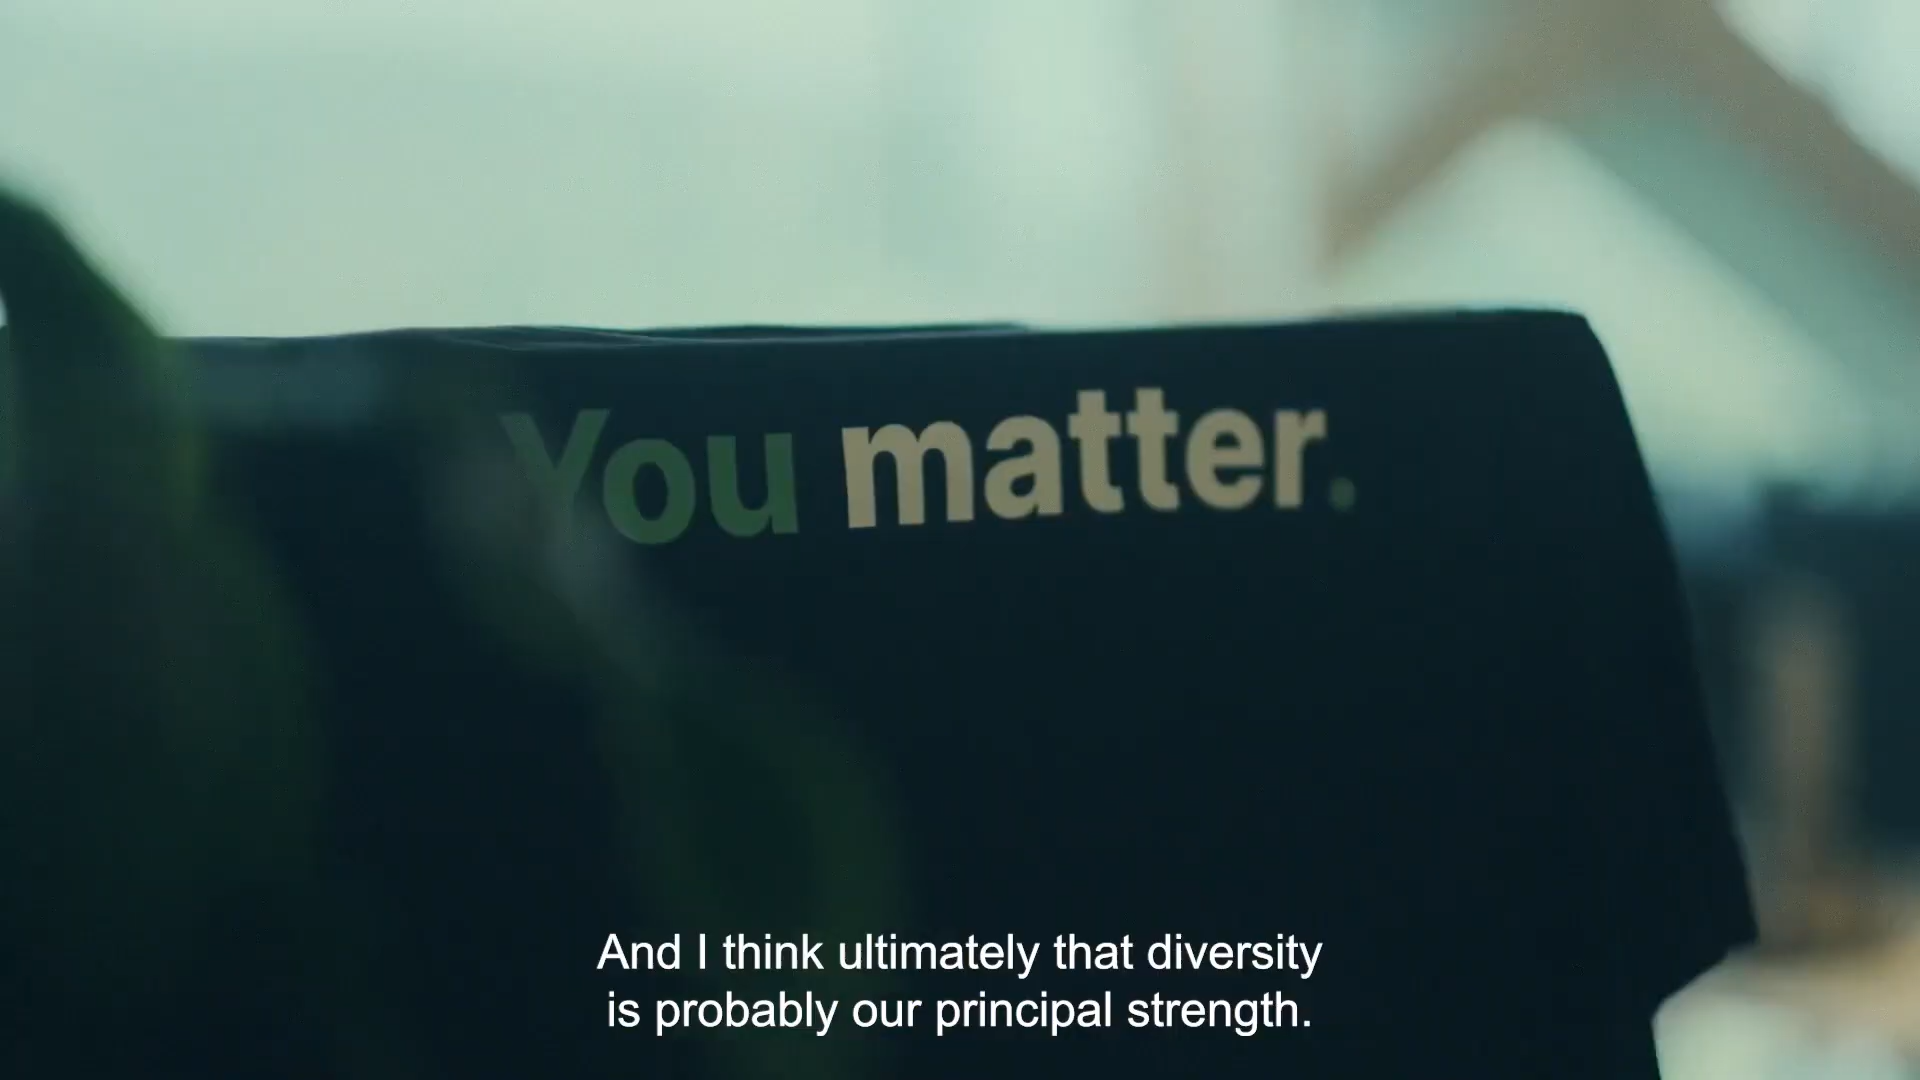 You matter.
And I think ultimately that diversity
is probably our principal strength.